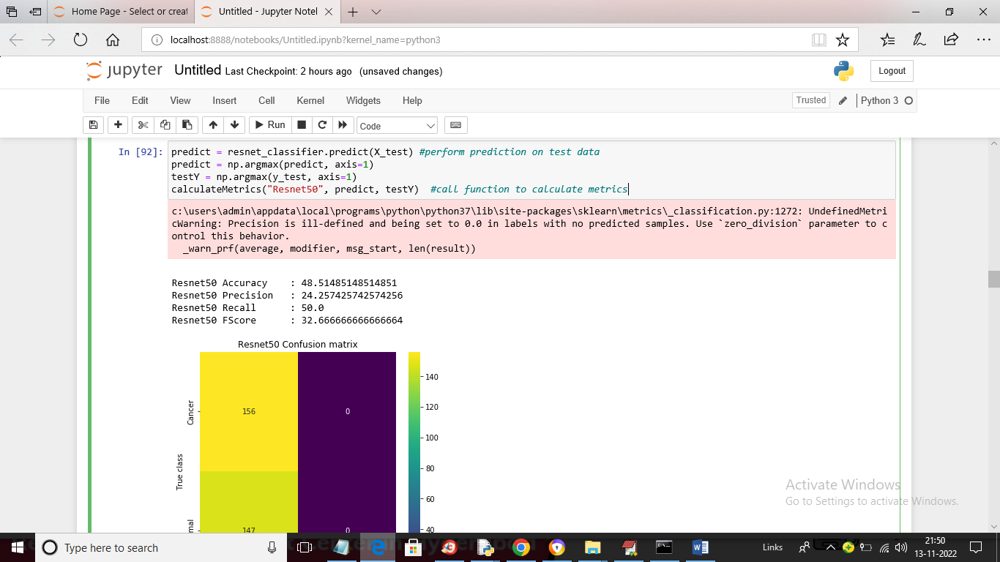 Home Page - Select or creat
Untitled - Jupyter Notel
localhost:8888/notebooks/Untitled.ipynb?kernel_name=python3
jupyter Untitled Last Checkpoint: 2 hours ago (unsaved changes)
Logout
File Edit View Insert Cell Kernel Widgets Help
Trusted
Python 3
Run
Code
In [92]: predict = resnet_classifier.predict(X_test) #perform prediction on test data
predict = np.argmax(predict, axis=1)
testY = np.argmax(y_test, axis=1)
calculateMetrics("Resnet50", predict, testY)  #call function to calculate metrics
c:\users\admin\appdata\local\programs\python\python37\lib\site-packages\sklearn\metrics\_classification.py:1272: UndefinedMetri
cWarning: Precision is ill-defined and being set to 0.0 in labels with no predicted samples. Use `zero_division` parameter to c
ontrol this behavior.
_warn_prf(average, modifier, msg_start, len(result))
Resnet50 Accuracy    : 48.51485148514851
Resnet50 Precision   : 24.257425742574256
Resnet50 Recall      : 50.0
Resnet50 FScore      : 32.666666666666664
Resnet50 Confusion matrix
Cancer
156
0
True class
mal
147
0
140
120
100
80
60
40
Activate Windows
Go to Settings to activate Windows.
Type here to search
Links
21:50
13-11-2022